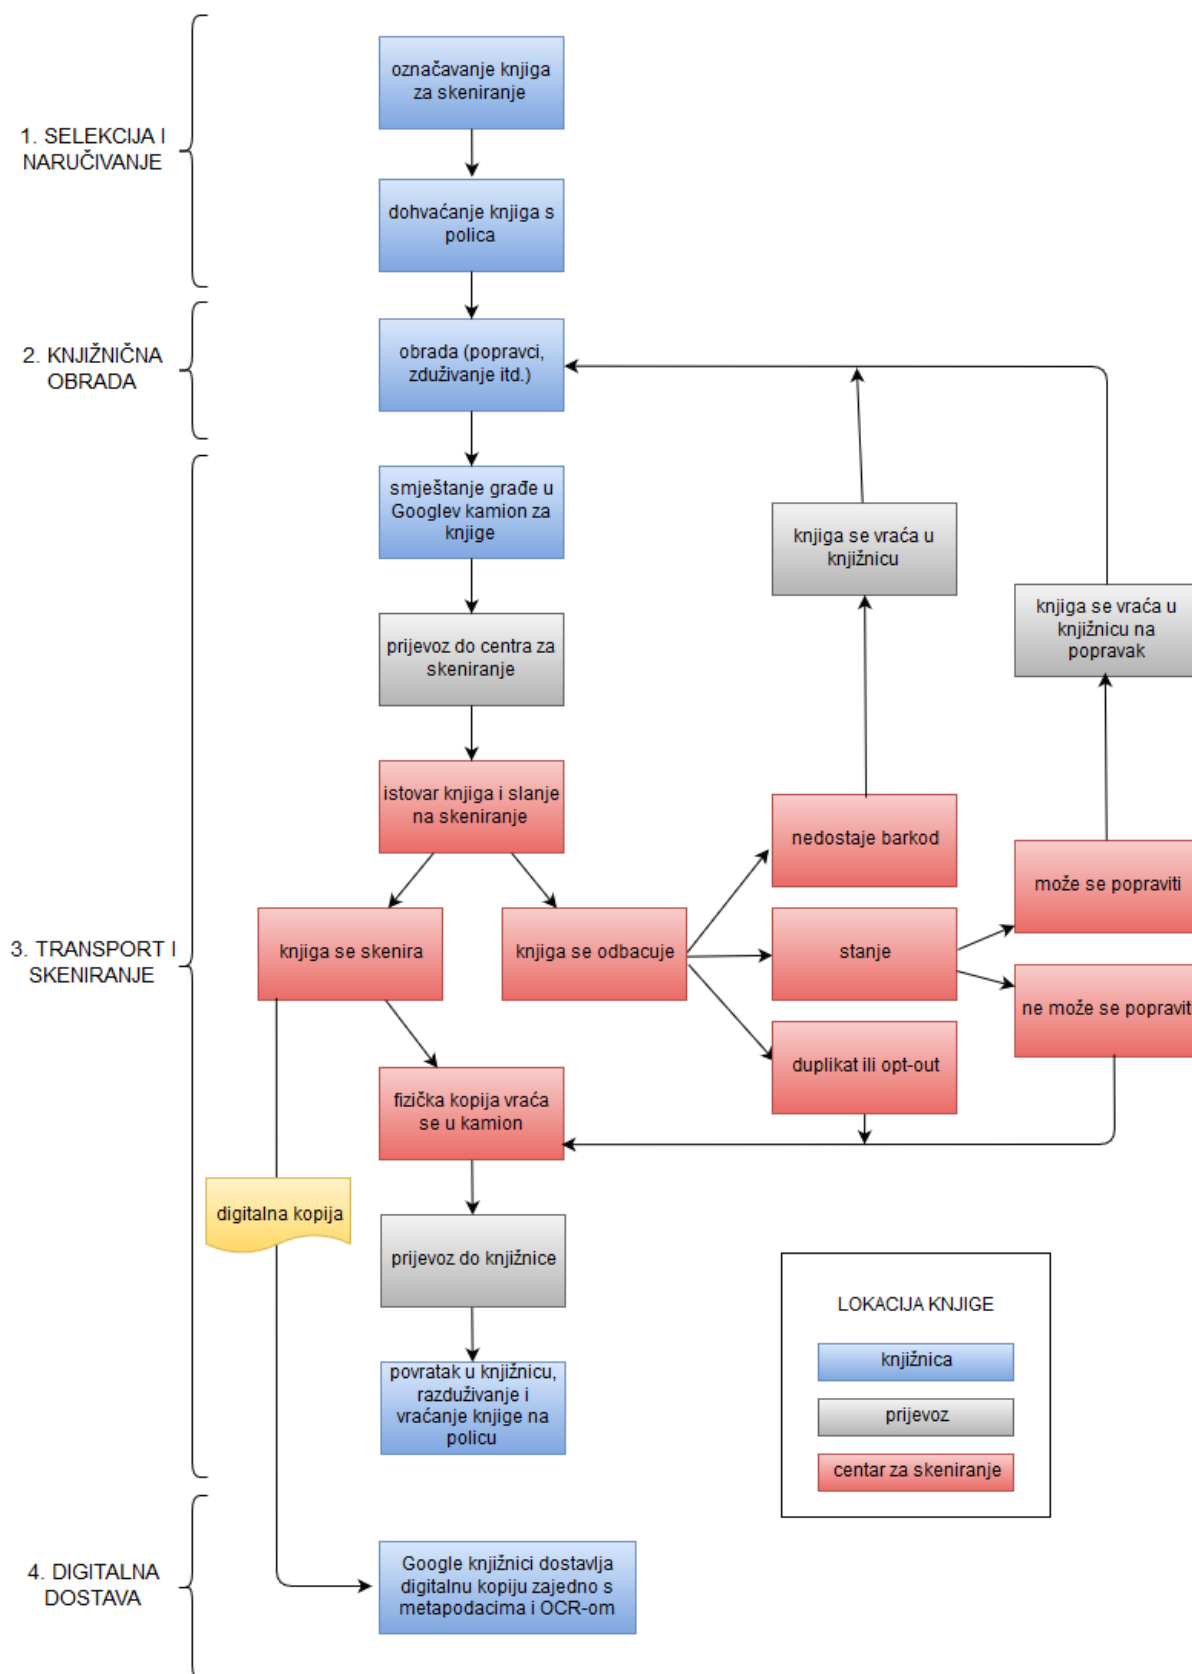 označavanje knjiga
za skeniranje
1. SELEKCIJA I
NARUČIVANJE
dohvaćanje knjiga s
polica
2. KNJIŽNIČNA
OBRADA
obrada (popravci,
zduživanje itd.)
smještanje građe u
Googlev kamion za
knjige
knjiga se vraća u
knjižnicu
knjiga se vraća u
knjižnicu na
popravak
prijevoz do centra za
skeniranje
istovar knjiga i slanje
na skeniranje
nedostaje barkod
može se popraviti
3. TRANSPORT I
SKENIRANJE
knjiga se skenira
knjiga se odbacuje
stanje
ne može se popraviti
duplikat ili opt-out
fizička kopija vraća
se u kamion
digitalna kopija
prijevoz do knjižnice
povratak u knjižnicu,
razduživanje i
vraćanje knjige na
policu
LOKACIJA KNJIGE
knjižnica
prijevoz
centar za skeniranje
4. DIGITALNA
DOSTAVA
Google knjižnici dostavlja
digitalnu kopiju zajedno s
metapodacima i OCR-om